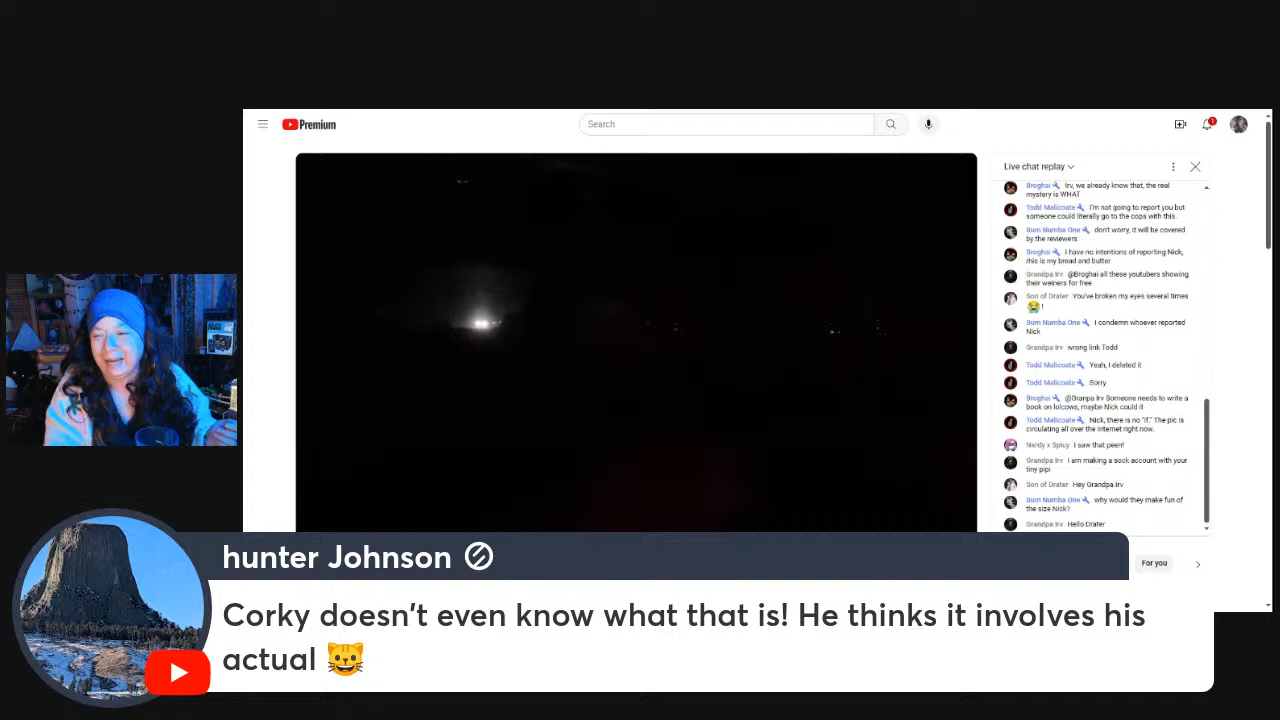 Premium
Search
1
Live chat replay
Broghai Irv, we already know that, the real
mystery is WHAT
Todd Malicoate I'm not going to report you but
someone could literally go to the cops with this.
Bum Numba One don't worry, it will be covered
by the reviewers
Broghai I have no intentions of reporting Nick,
this is my bread and butter
Grandpa Irv @Broghai all these youtubers showing
their weiners for free
Son of Drater You've broken my eyes several times
😭 !
Bum Numba One I condemn whoever reported
Nick
Grandpa Irv wrong link Todd
Todd Malicoate Yeah, I deleted it
Todd Malicoate Sorry
Broghai @Granpa Irv Someone needs to write a
book on lolcows, maybe Nick could it
Todd Malicoate Nick, there is no "if." The pic is
circulating all over the internet right now.
Nerdy x Spicy I saw that peen!
Grandpa Irv I am making a sock account with your
tiny pipi
Son of Drater Hey Grandpa Irv
Bum Numba One why would they make fun of
the size Nick?
Grandpa Irv Hello Drater
For you
hunter Johnson
Corky doesn't even know what that is! He thinks it involves his
actual 😺